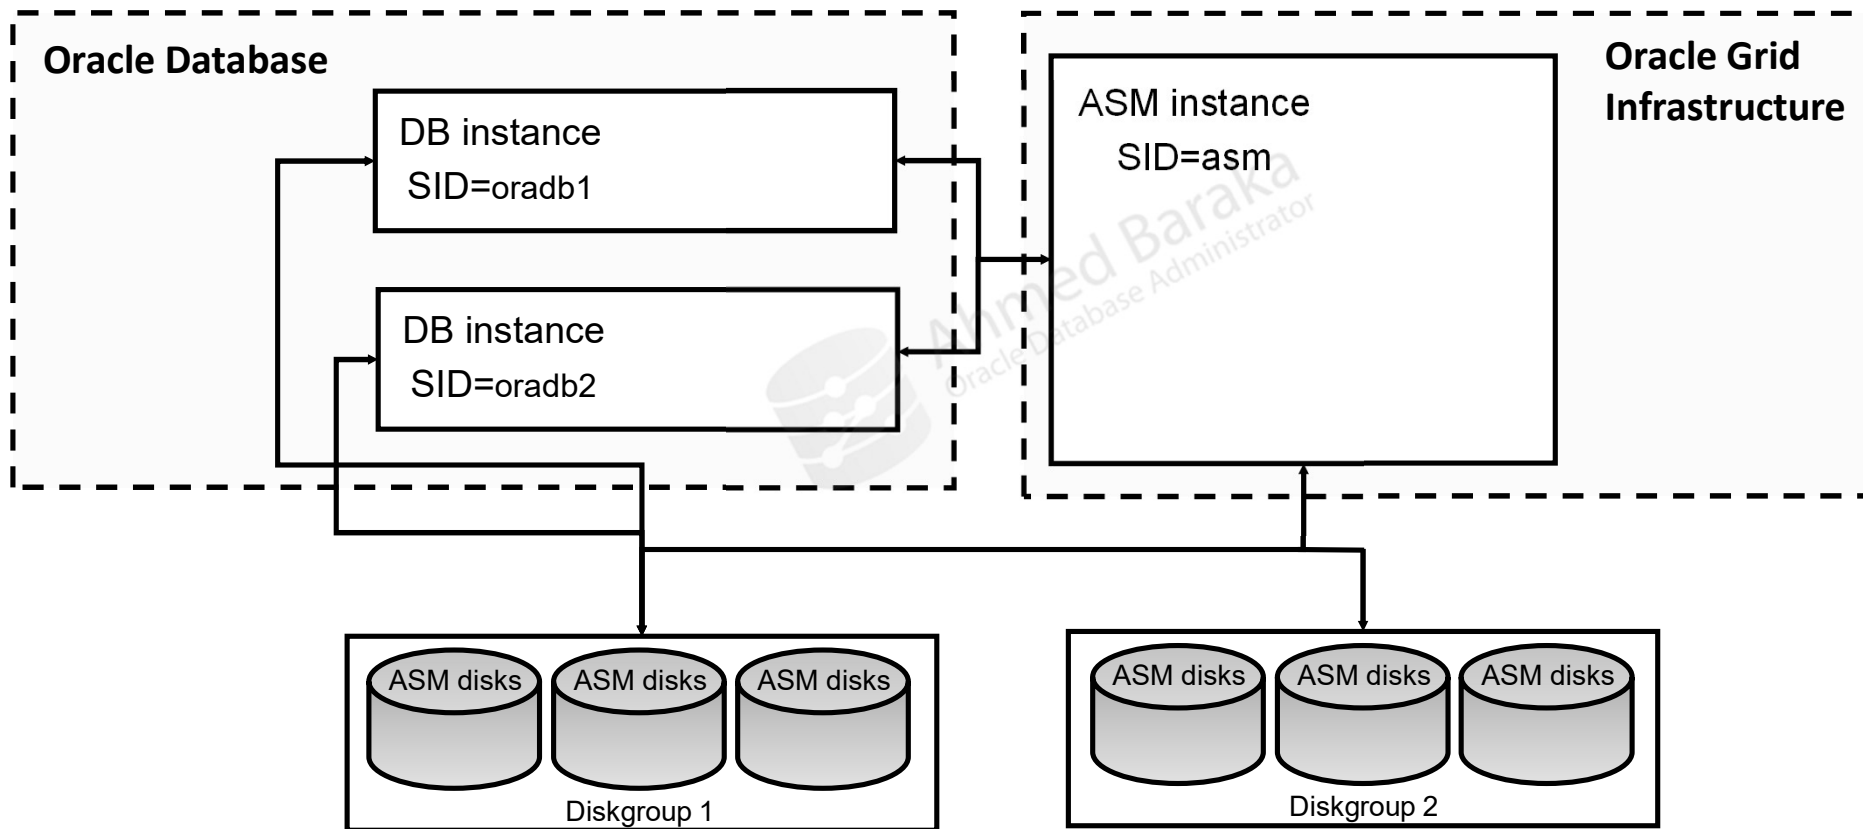 Oracle Database
DB instance
SID=oradb1
DB instance
SID=oradb2
Oracle Grid
Infrastructure
ASM instance
SID=asm
Ahmed Baraka
Oracle Database Administrator
ASM disks
ASM disks
ASM disks
Diskgroup 1
ASM disks
ASM disks
ASM disks
Diskgroup 2